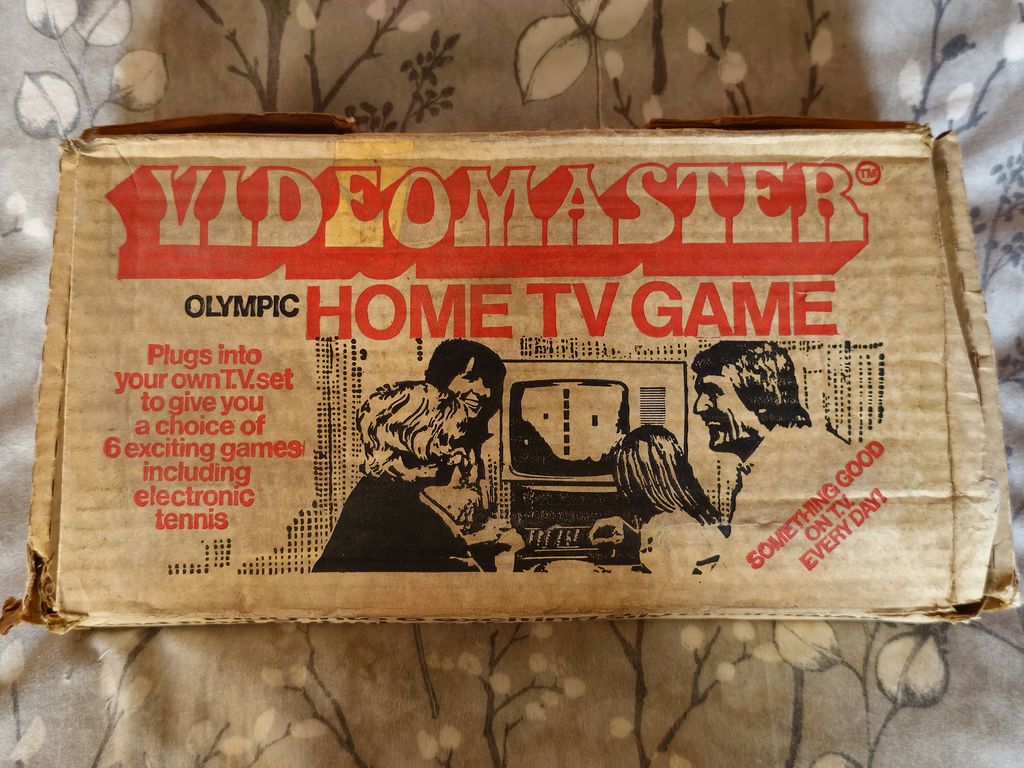 VIDEOMASTER™
OLYMPIC HOME TV GAME
Plugs into
your own T.V. set
to give you
a choice of
6 exciting games
including
electronic
tennis
SOMETHING GOOD
ON T.V.
EVERY DAY!